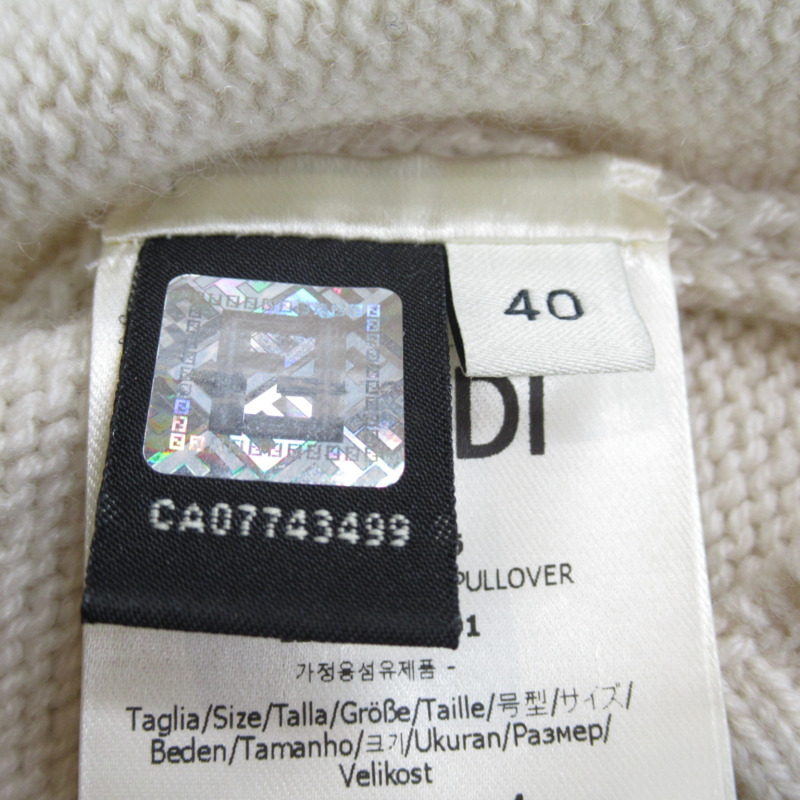 40
DI
CA07743499
PULLOVER
가정용섬유제품 -
Taglia/Size/Talla/Größe/Taille/号型/サイズ/
Beden/Tamanho/크기/Ukuran/Размер/
Velikost